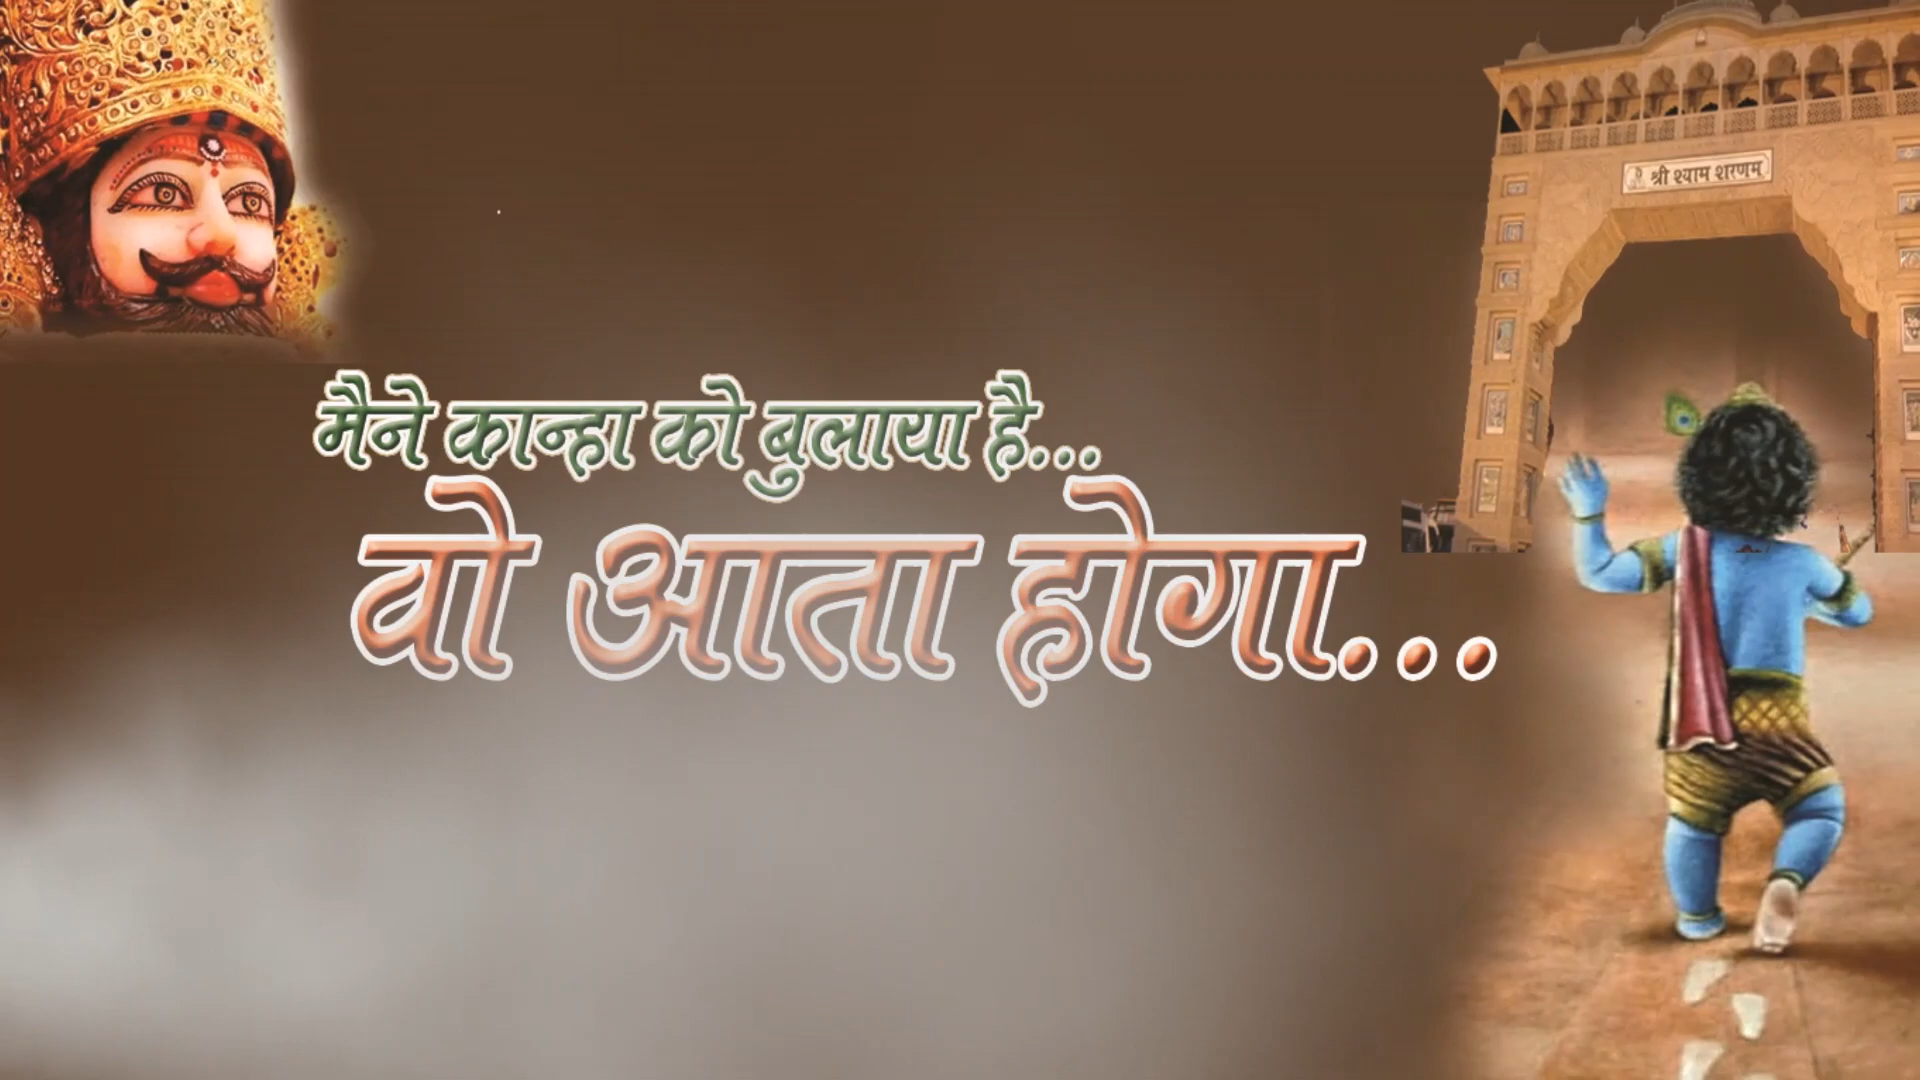 श्री श्याम शरणम्
मैने कान्हा को बुलाया है...
वो आता होगा...